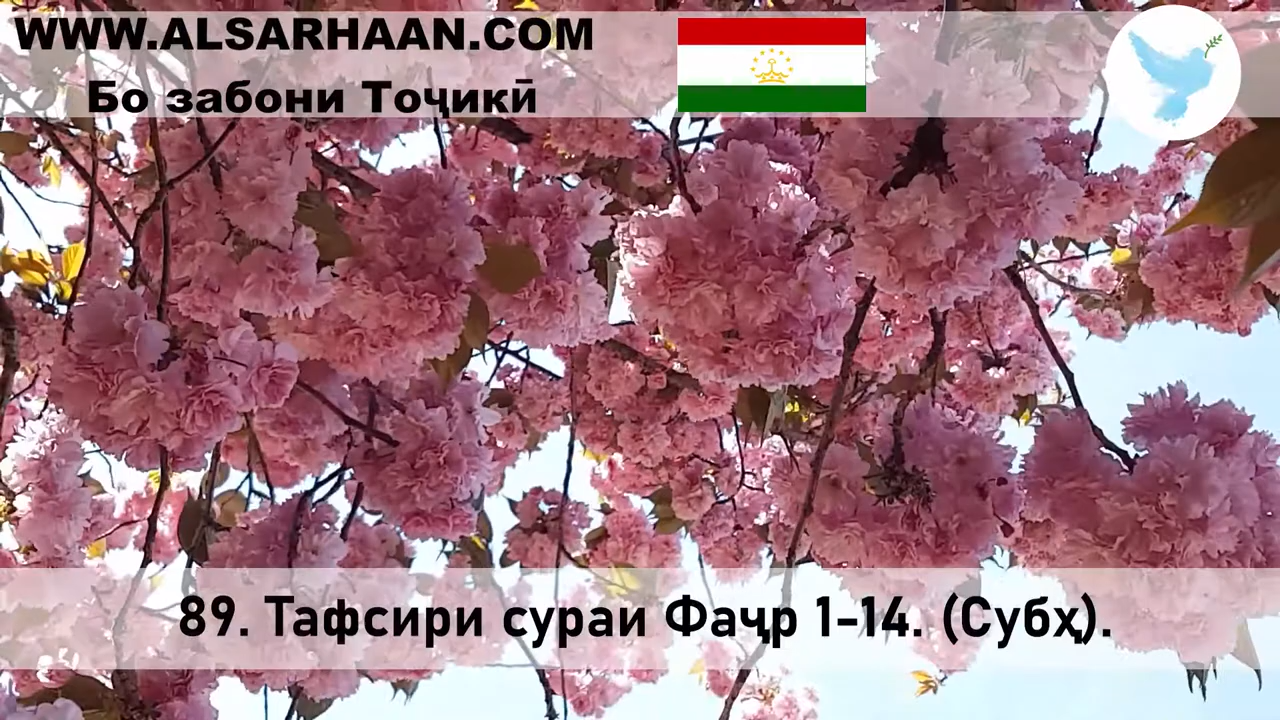 WWW.ALSARHAAN.COM
Бо забони Тоҷикӣ
89. Тафсири сураи Фаҷр 1-14. (Субҳ).